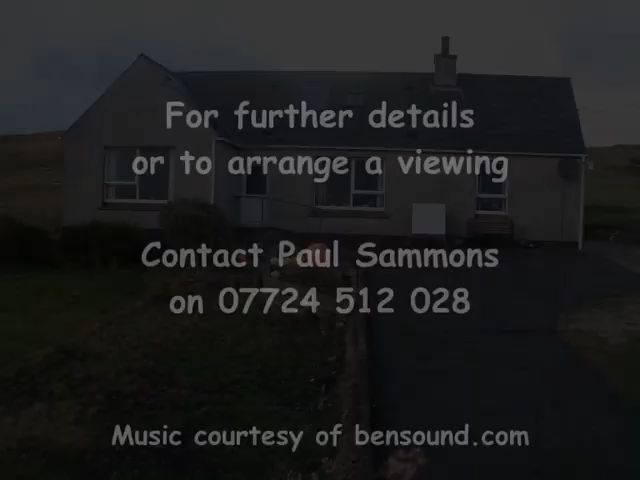 For further details
or to arrange a viewing
Contact Paul Sammons
on 07724 512 028
Music courtesy of bensound.com